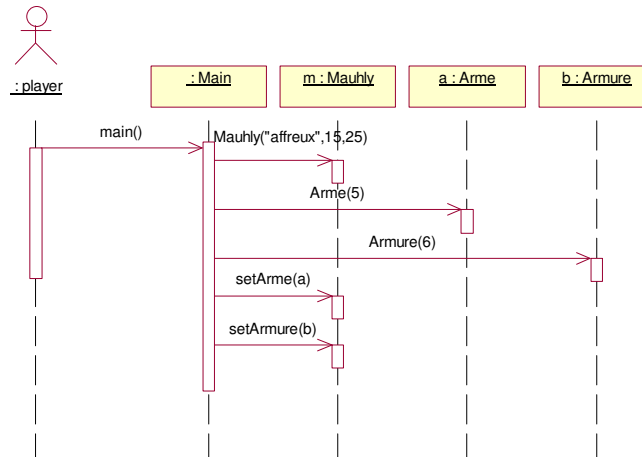 : player
: Main
m : Mauhly
a : Arme
b : Armure
main()
Mauhly("affreux",15,25)
Arme(5)
Armure(6)
setArme(a)
setArmure(b)